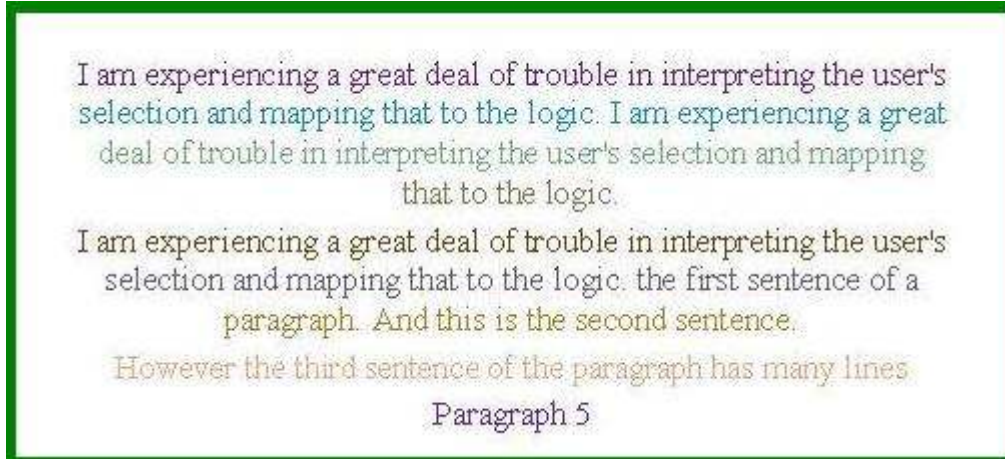 I am experiencing a great deal of trouble in interpreting the user's
selection and mapping that to the logic. I am experiencing a great
deal of trouble in interpreting the user's selection and mapping
that to the logic.
I am experiencing a great deal of trouble in interpreting the user's
selection and mapping that to the logic. the first sentence of a
paragraph. And this is the second sentence.
However the third sentence of the paragraph has many lines
Paragraph 5